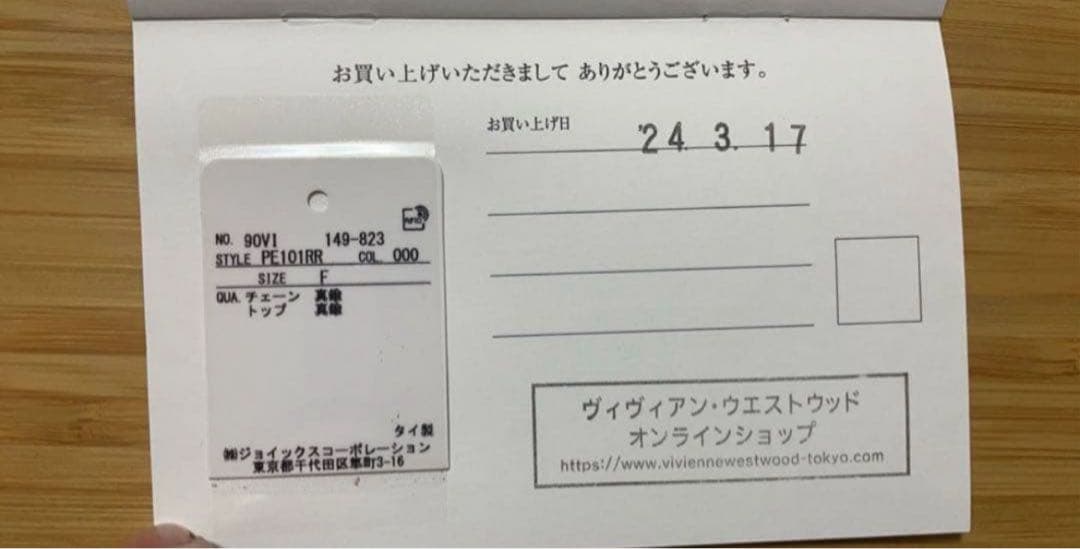 お買い上げいただきまして ありがとうございます。
お買い上げ日 '24. 3. 17
RFID
NO. 90VI 149-823
STYLE PE101RR COL. 000
SIZE F
QUA. チェーン 真鍮
トップ 真鍮
タイ製
㈱ジョイックスコーポレーション
東京都千代田区隼町3-16
ヴィヴィアン・ウエストウッド
オンラインショップ
https://www.viviennewestwood-tokyo.com